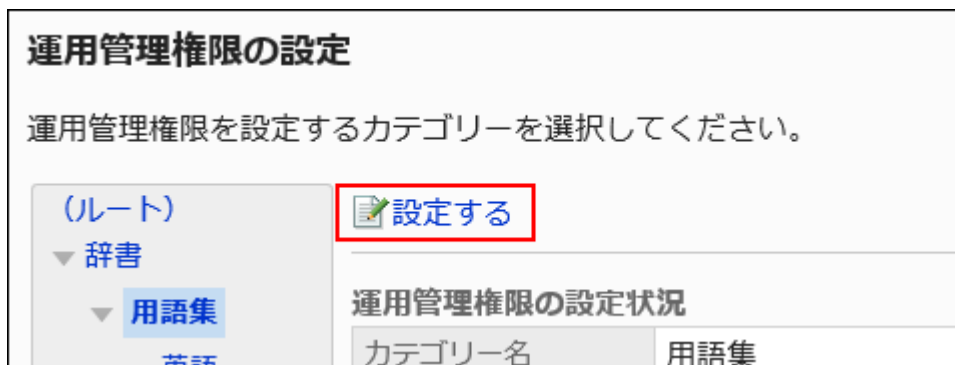 運用管理権限の設定
運用管理権限を設定するカテゴリーを選択してください。
（ルート）
設定する
辞書
用語集
運用管理権限の設定状況
カテゴリー名 用語集
英語